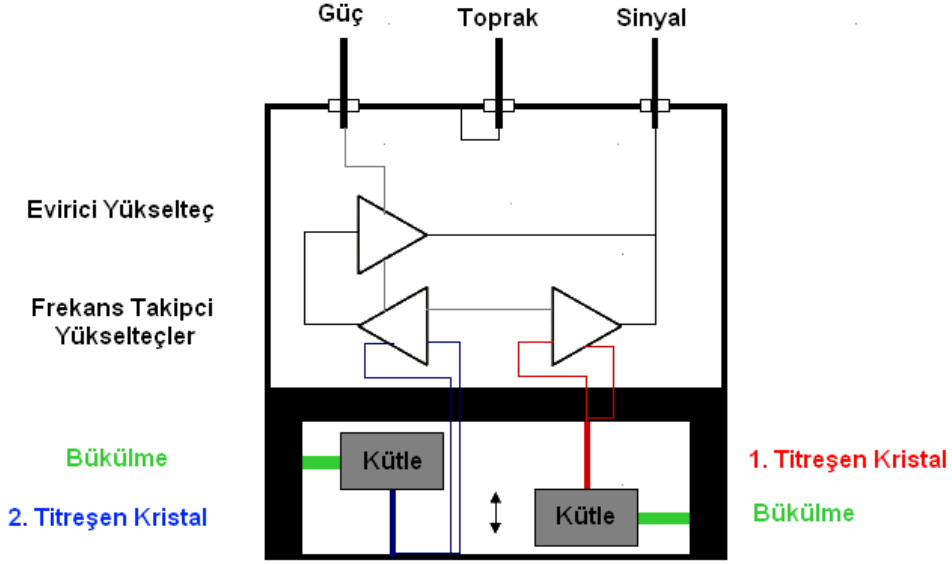 Güç
Toprak
Sinyal
Evirici Yükselteç
Frekans Takipci
Yükselteçler
Bükülme
Kütle
1. Titreşen Kristal
2. Titreşen Kristal
Kütle
Bükülme